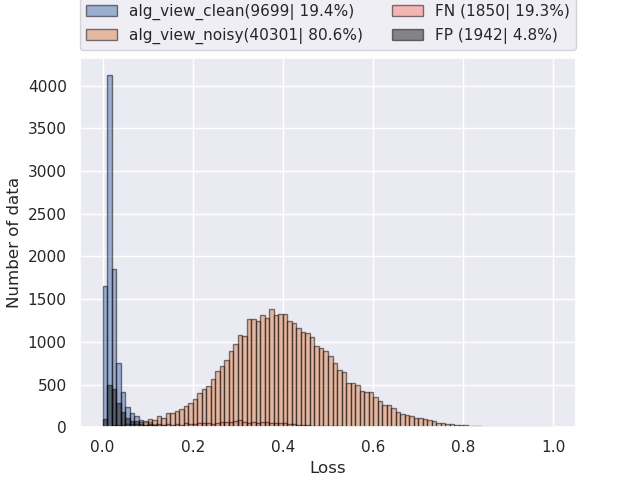 alg_view_clean(9699| 19.4%)
alg_view_noisy(40301| 80.6%)
FN (1850| 19.3%)
FP (1942| 4.8%)
Number of data
4000
3500
3000
2500
2000
1500
1000
500
0
0.0 0.2 0.4 0.6 0.8 1.0
Loss